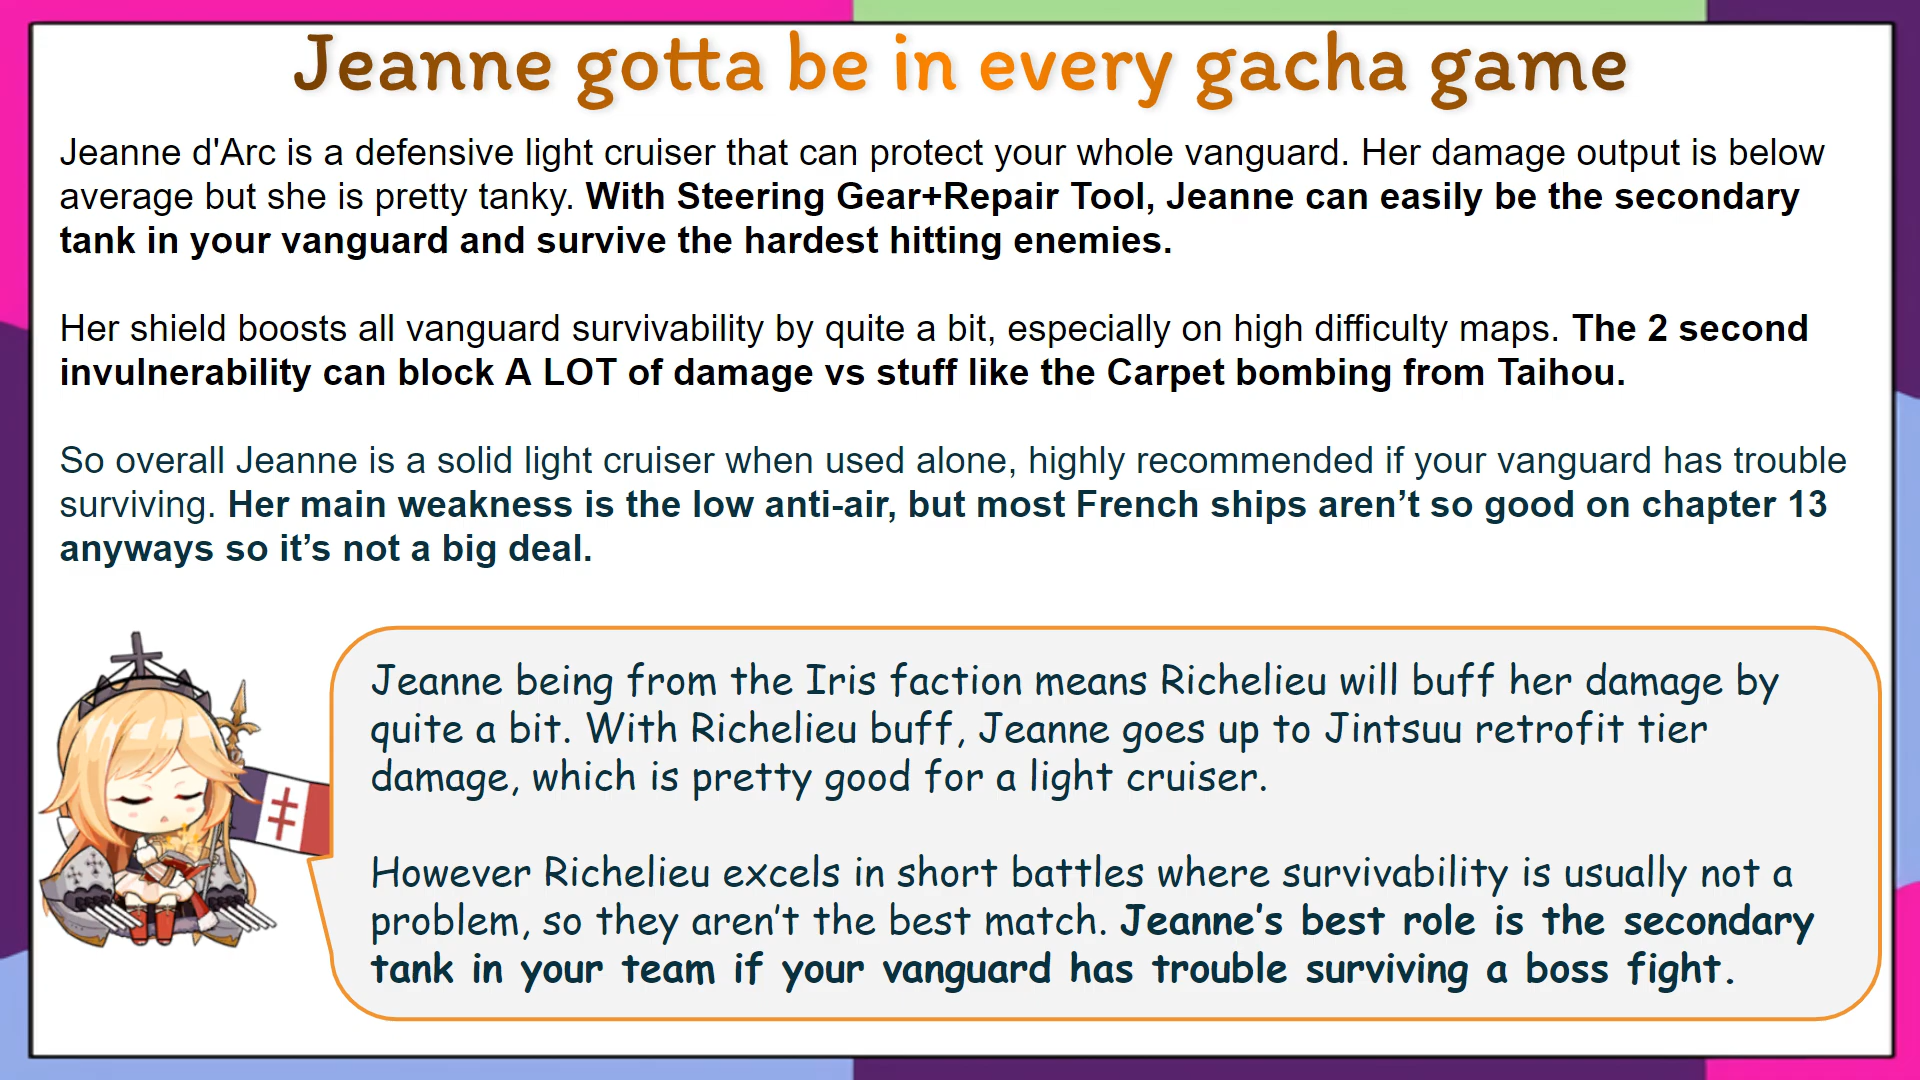 Jeanne gotta be in every gacha game
Jeanne d'Arc is a defensive light cruiser that can protect your whole vanguard. Her damage output is below
average but she is pretty tanky. With Steering Gear+Repair Tool, Jeanne can easily be the secondary
tank in your vanguard and survive the hardest hitting enemies.
Her shield boosts all vanguard survivability by quite a bit, especially on high difficulty maps. The 2 second
invulnerability can block A LOT of damage vs stuff like the Carpet bombing from Taihou.
So overall Jeanne is a solid light cruiser when used alone, highly recommended if your vanguard has trouble
surviving. Her main weakness is the low anti-air, but most French ships aren’t so good on chapter 13
anyways so it’s not a big deal.
Jeanne being from the Iris faction means Richelieu will buff her damage by
quite a bit. With Richelieu buff, Jeanne goes up to Jintsuu retrofit tier
damage, which is pretty good for a light cruiser.
However Richelieu excels in short battles where survivability is usually not a
problem, so they aren’t the best match. Jeanne’s best role is the secondary
tank in your team if your vanguard has trouble surviving a boss fight.